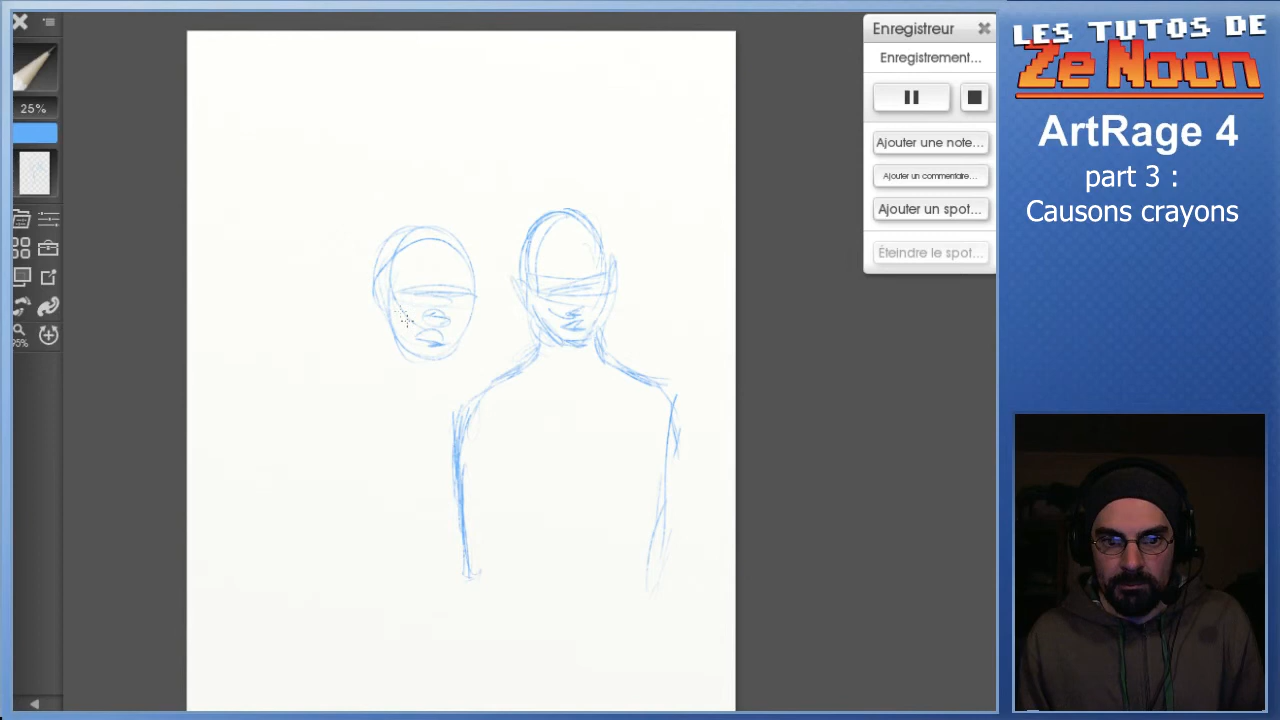 Enregistreur
Enregistrement...
Ajouter une note...
Ajouter un commentaire...
Ajouter un spot...
Éteindre le spot...
25%
95%
LES TUTOS DE
Ze Noon
ArtRage 4
part 3 :
Causons crayons